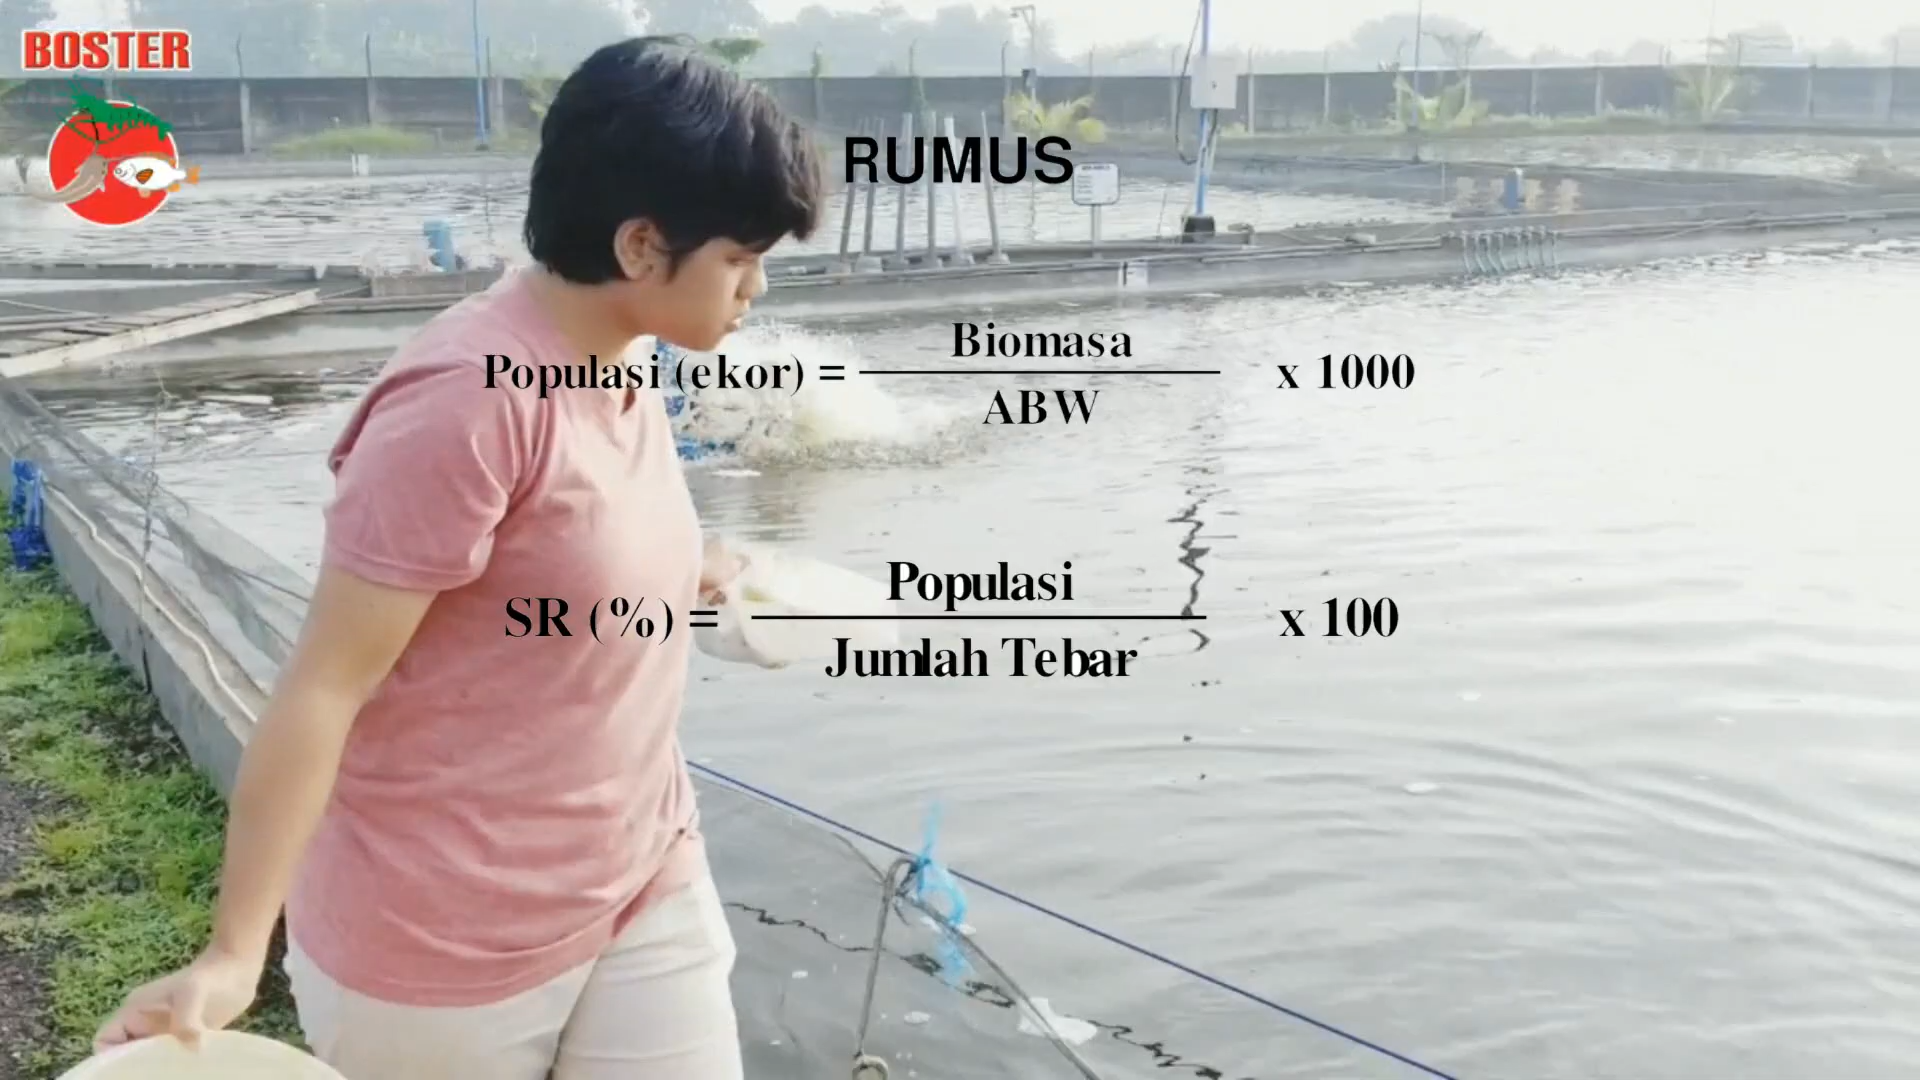 BOSTER
RUMUS
Populasi (ekor) = Biomasa / ABW x 1000
SR (%) = Populasi / Jumlah Tebar x 100